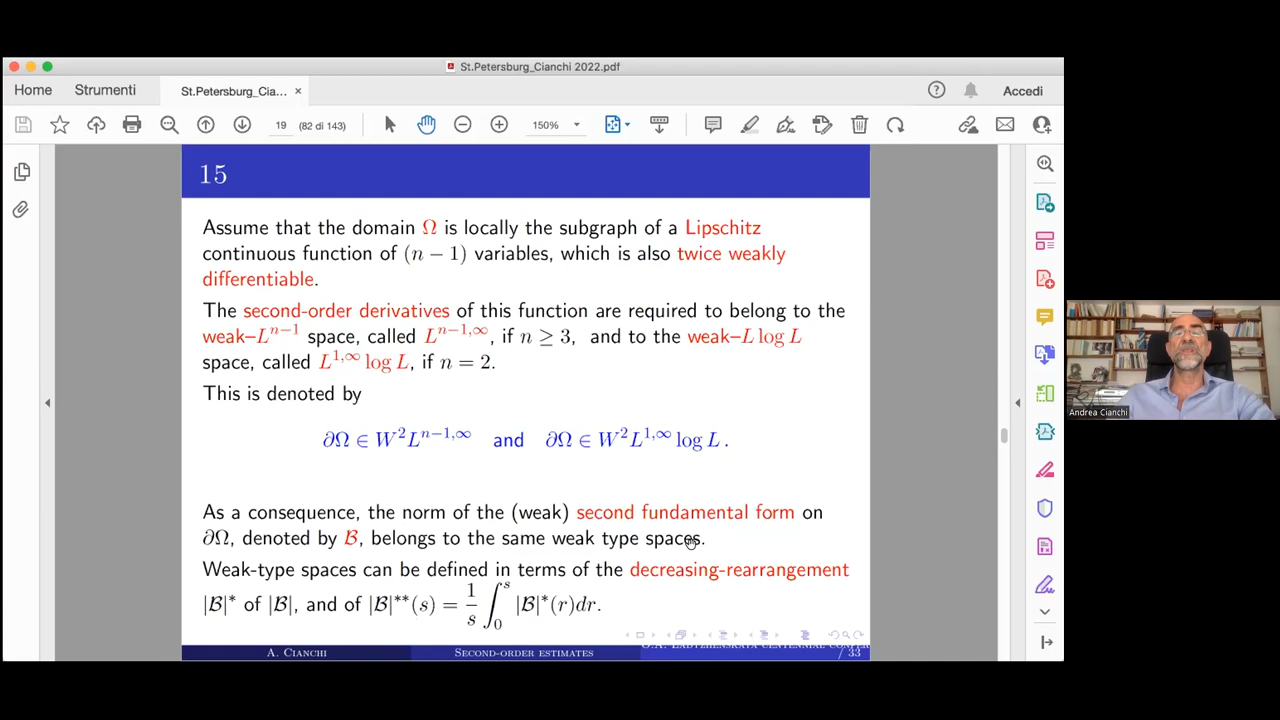 St.Petersburg_Cianchi 2022.pdf
Home Strumenti St.Petersburg_Cia... × Accedi
19 (82 di 143) 150%
15
Assume that the domain Ω is locally the subgraph of a Lipschitz
continuous function of (n − 1) variables, which is also twice weakly
differentiable.
The second-order derivatives of this function are required to belong to the
weak–L^{n−1} space, called L^{n−1,∞}, if n ≥ 3, and to the weak–L log L
space, called L^{1,∞} log L, if n = 2.
This is denoted by
∂Ω ∈ W²L^{n−1,∞} and ∂Ω ∈ W²L^{1,∞} log L .
As a consequence, the norm of the (weak) second fundamental form on
∂Ω, denoted by ℬ, belongs to the same weak type spaces.
Weak-type spaces can be defined in terms of the decreasing-rearrangement
|ℬ|* of |ℬ|, and of |ℬ|**(s) = 1/s ∫₀^s |ℬ|*(r)dr.
A. Cianchi Second-order estimates / 33
Andrea Cianchi